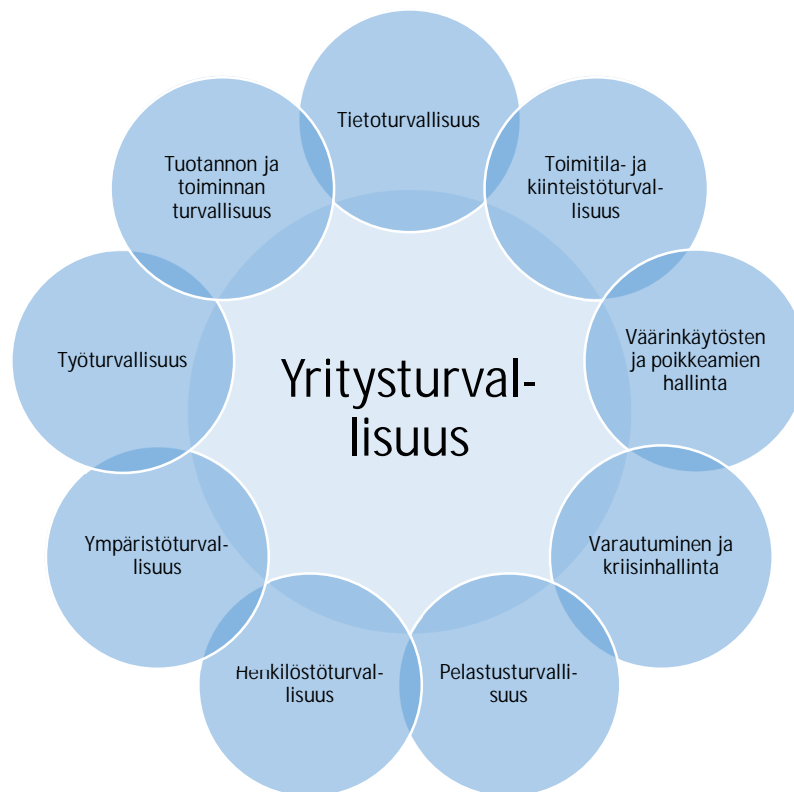 Tietoturvallisuus
Toimitila- ja
kiinteistöturval-
lisuus
Väärinkäytösten
ja poikkeamien
hallinta
Varautuminen ja
kriisinhallinta
Pelastusturvalli-
suus
Henkilöstöturval-
lisuus
Ympäristöturval-
lisuus
Työturvallisuus
Tuotannon ja
toiminnan
turvallisuus
Yritysturval-
lisuus